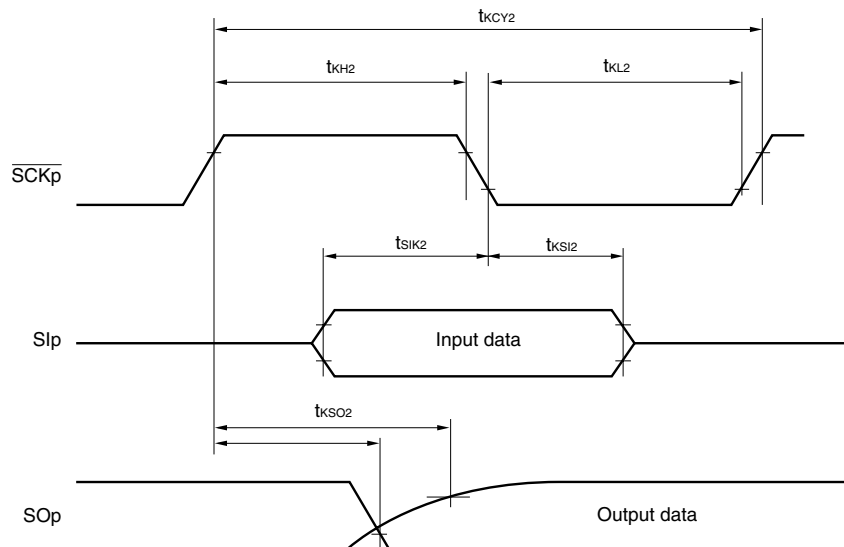 tKCY2
tKH2
tKL2
SCKp
tSIK2
tKSI2
SIp
Input data
tKSO2
SOp
Output data